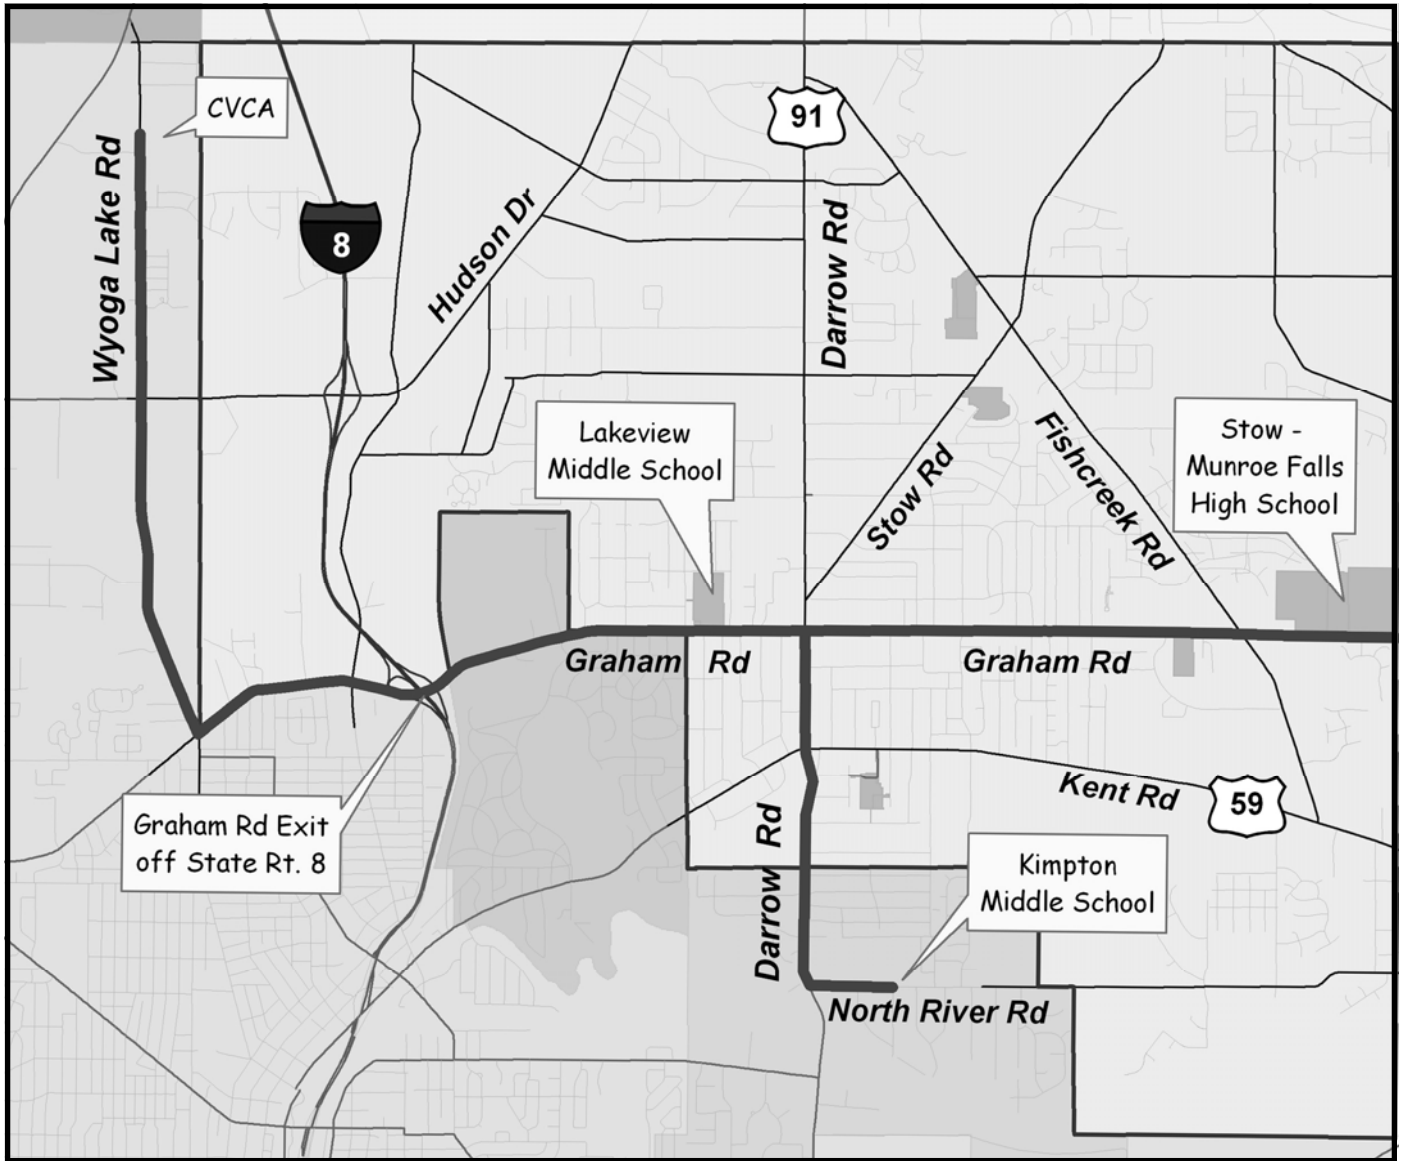 CVCA
91
Wyoga Lake Rd
8
Hudson Dr
Darrow Rd
Lakeview
Middle School
Stow Rd
Fishcreek Rd
Stow -
Munroe Falls
High School
Graham Rd
Graham Rd
Kent Rd
59
Graham Rd Exit
off State Rt. 8
Darrow Rd
Kimpton
Middle School
North River Rd